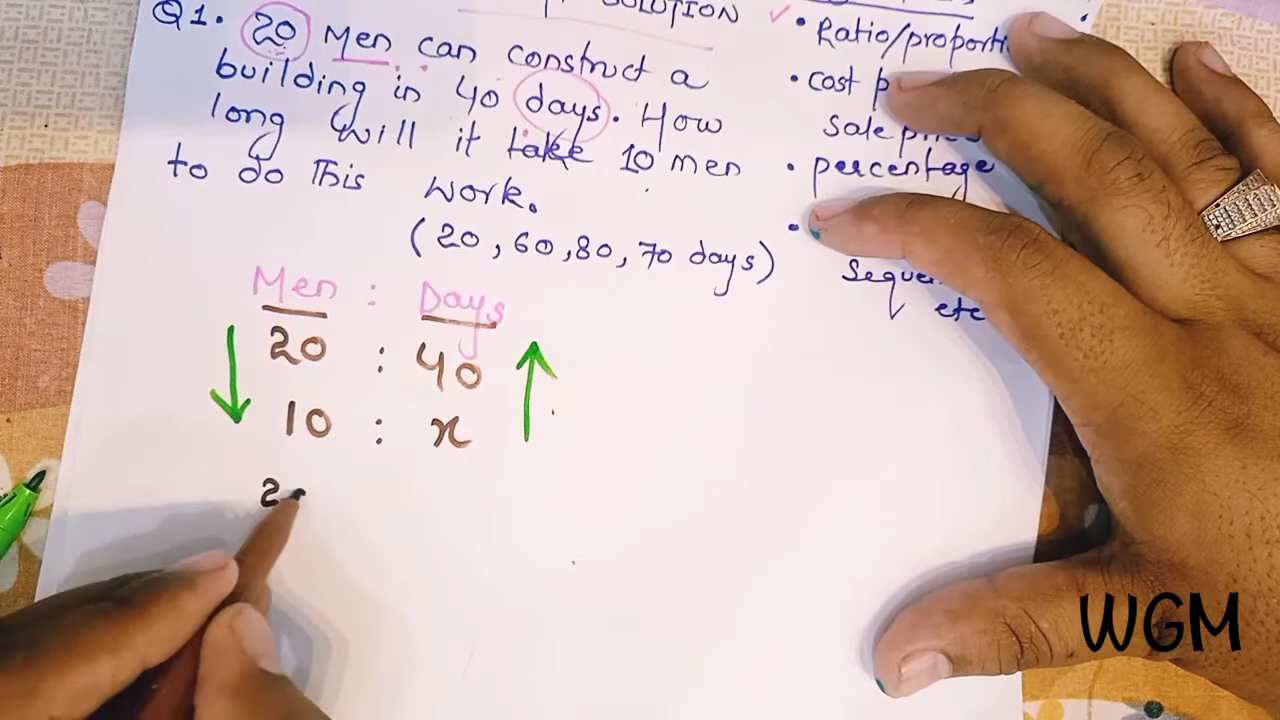 SOLUTION
Q1. 20 Men can construct a
building in 40 days. How
long will it take 10 men
to do This work.
(20, 60, 80, 70 days)
Men : Days
20 : 40
10 : x
2
✓ • Ratio/proporti
• cost p
Sale
• percentage
•
Seque
etc
WGM